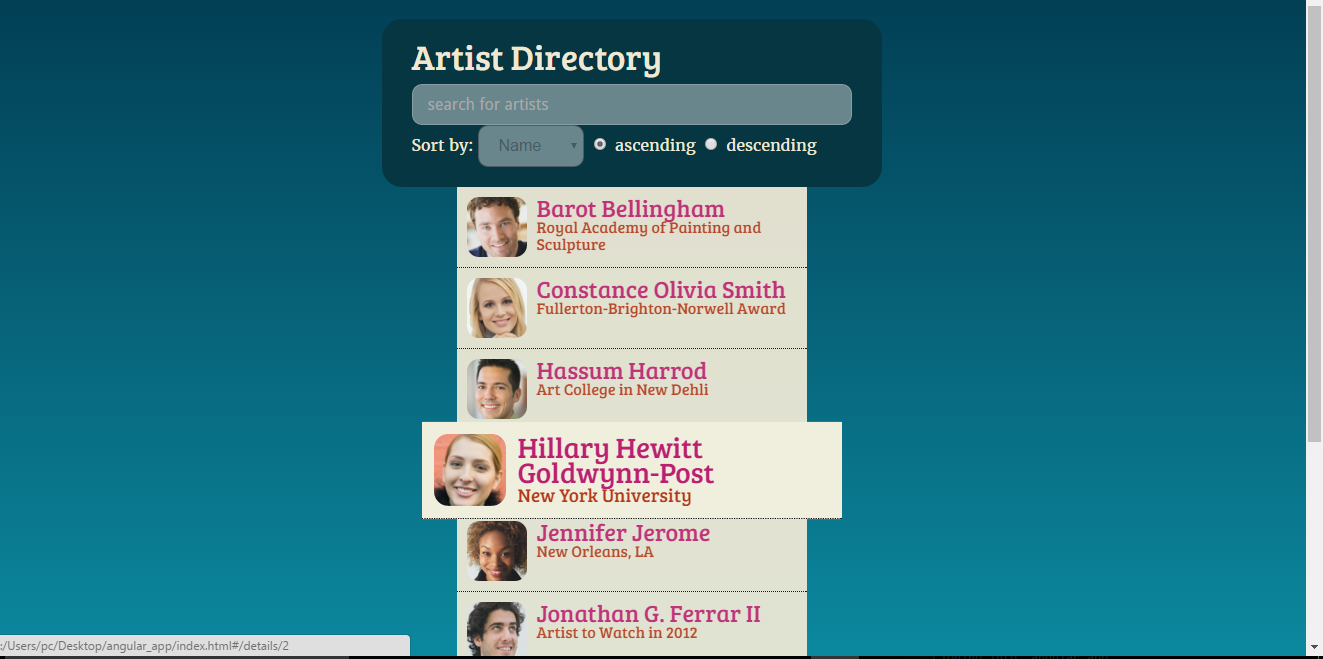 Artist Directory
search for artists
Sort by: Name ascending descending
Barot Bellingham
Royal Academy of Painting and
Sculpture
Constance Olivia Smith
Fullerton-Brighton-Norwell Award
Hassum Harrod
Art College in New Dehli
Hillary Hewitt
Goldwynn-Post
New York University
Jennifer Jerome
New Orleans, LA
Jonathan G. Ferrar II
Artist to Watch in 2012
:/Users/pc/Desktop/angular_app/index.html#/details/2